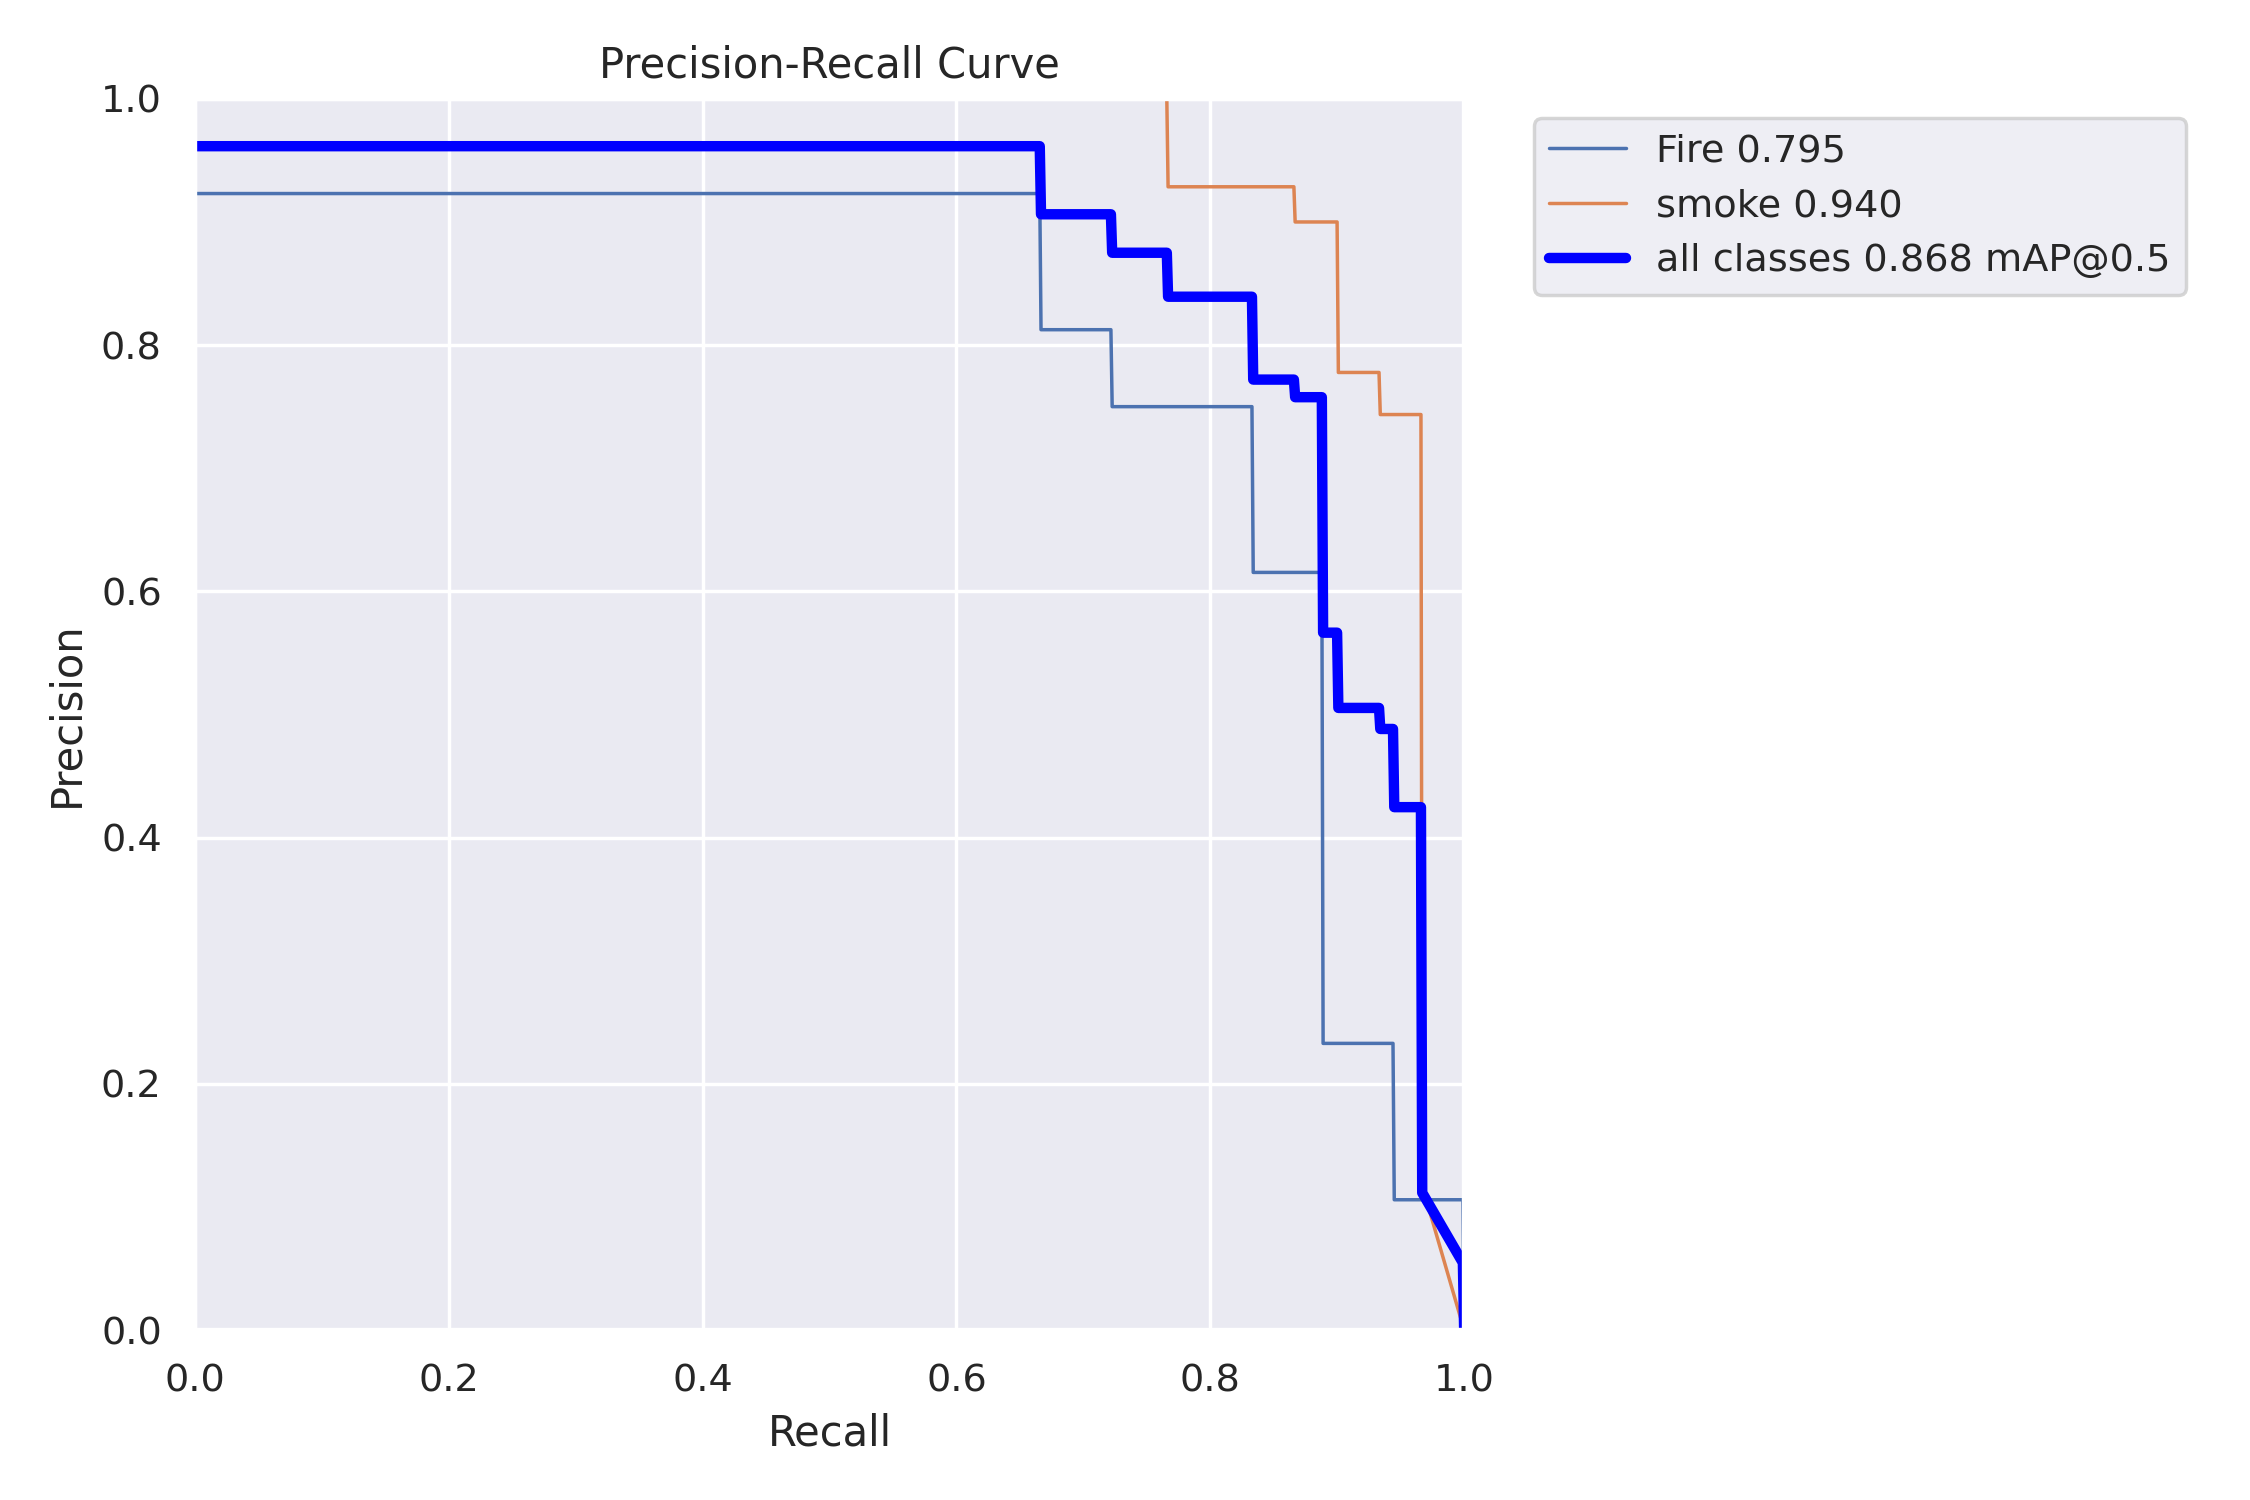 Precision-Recall Curve
1.0
0.8
0.6
0.4
0.2
0.0
Precision
0.0 0.2 0.4 0.6 0.8 1.0
Recall
Fire 0.795
smoke 0.940
all classes 0.868 mAP@0.5